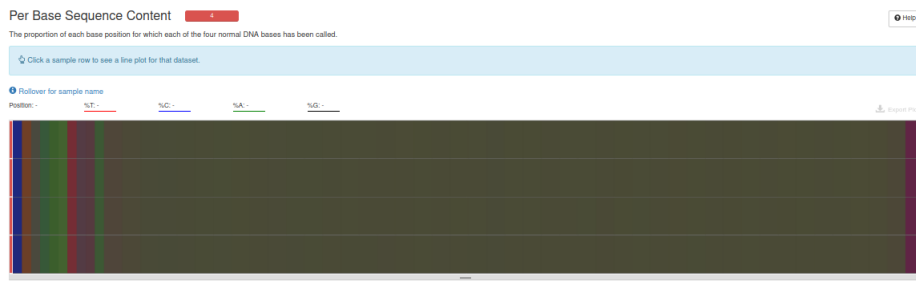 Per Base Sequence Content 4
Help
The proportion of each base position for which each of the four normal DNA bases has been called.
Click a sample row to see a line plot for that dataset.
Rollover for sample name
Position: - %T: - %C: - %A: - %G: -
Export Pl